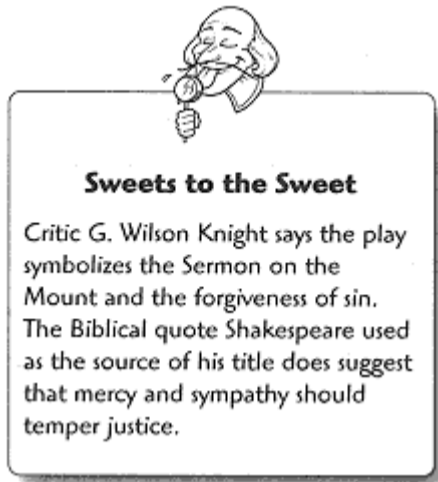 Sweets to the Sweet
Critic G. Wilson Knight says the play
symbolizes the Sermon on the
Mount and the forgiveness of sin.
The Biblical quote Shakespeare used
as the source of his title does suggest
that mercy and sympathy should
temper justice.